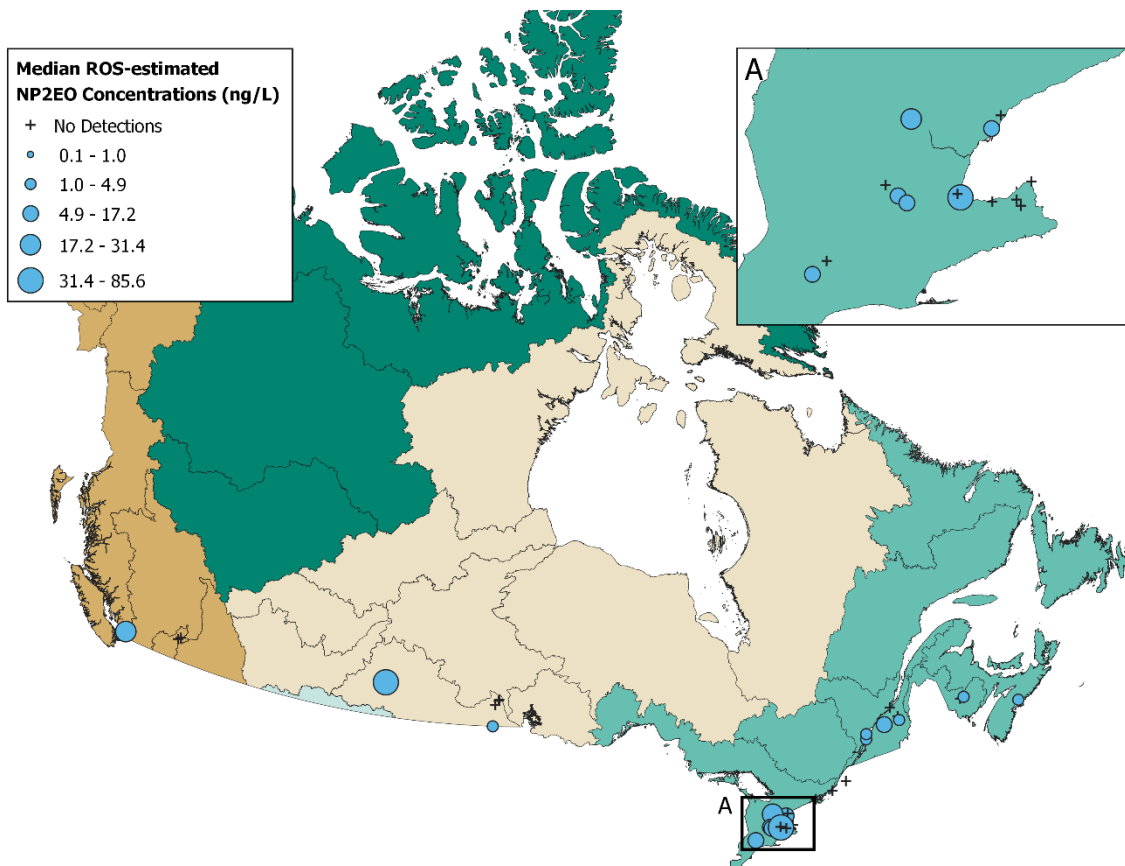 Median ROS-estimated
NP2EO Concentrations (ng/L)
No Detections
0.1 - 1.0
1.0 - 4.9
4.9 - 17.2
17.2 - 31.4
31.4 - 85.6
A
A